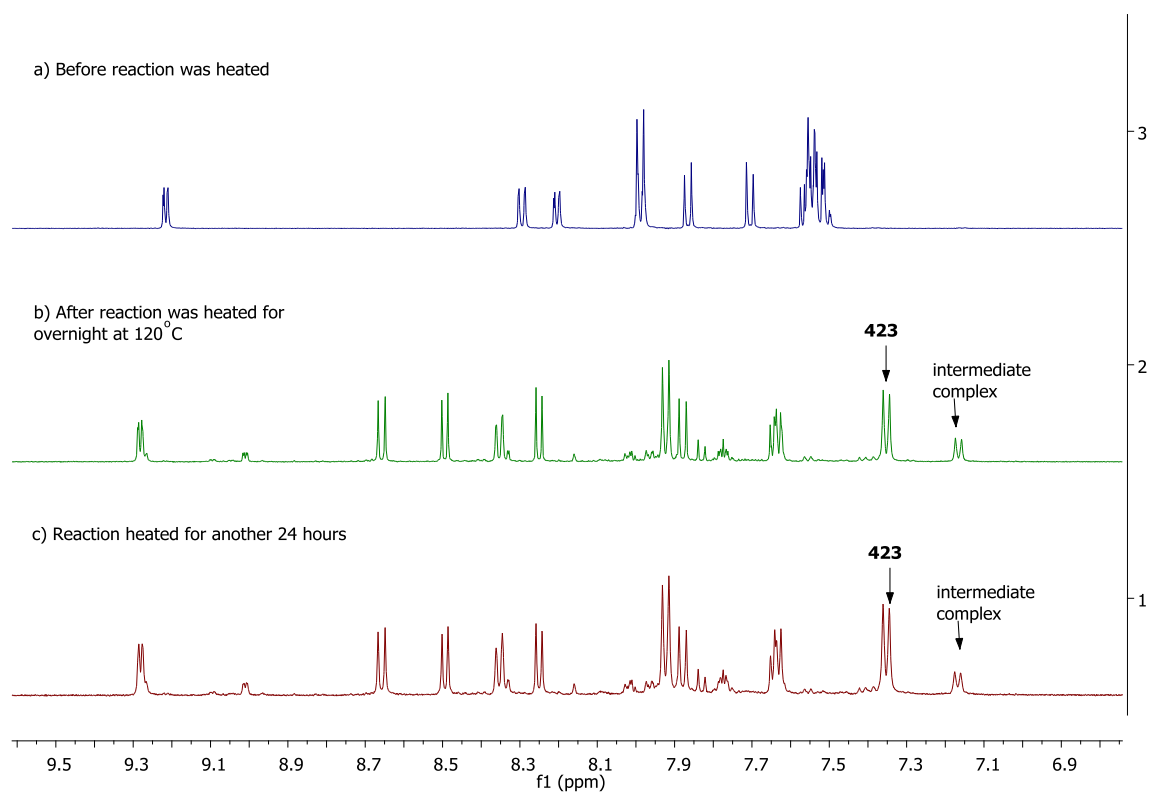 a) Before reaction was heated
3
b) After reaction was heated for
overnight at 120°C
423
2
intermediate
complex
c) Reaction heated for another 24 hours
423
1
intermediate
complex
9.5 9.3 9.1 8.9 8.7 8.5 8.3 8.1 7.9 7.7 7.5 7.3 7.1 6.9
f1 (ppm)